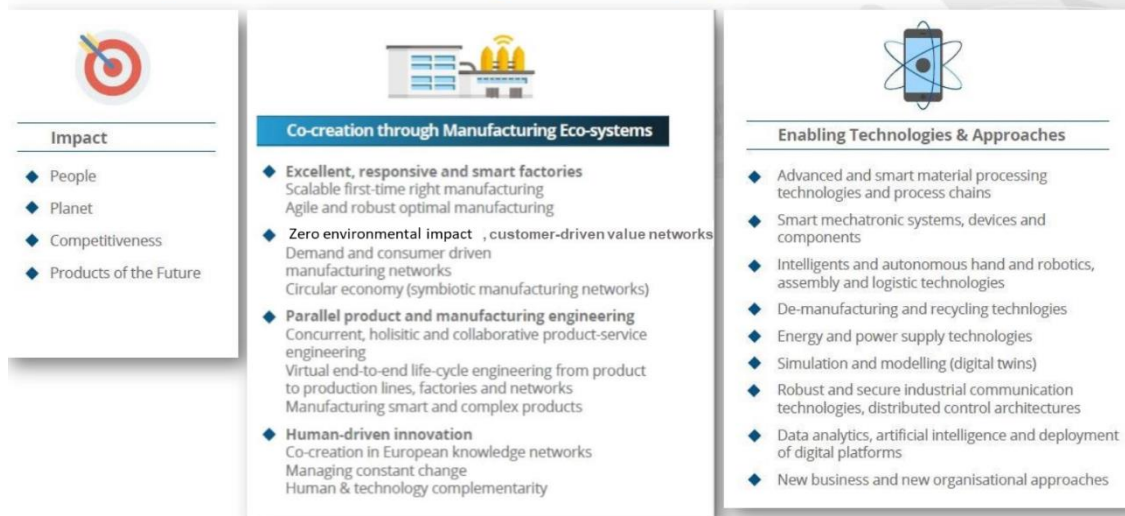 Impact
People
Planet
Competitiveness
Products of the Future
Co-creation through Manufacturing Eco-systems
Excellent, responsive and smart factories
Scalable first-time right manufacturing
Agile and robust optimal manufacturing
Zero environmental impact , customer-driven value networks
Demand and consumer driven
manufacturing networks
Circular economy (symbiotic manufacturing networks)
Parallel product and manufacturing engineering
Concurrent, holisitic and collaborative product-service
engineering
Virtual end-to-end life-cycle engineering from product
to production lines, factories and networks
Manufacturing smart and complex products
Human-driven innovation
Co-creation in European knowledge networks
Managing constant change
Human & technology complementarity
Enabling Technologies & Approaches
Advanced and smart material processing
technologies and process chains
Smart mechatronic systems, devices and
components
Intelligents and autonomous hand and robotics,
assembly and logistic technologies
De-manufacturing and recycling technlogies
Energy and power supply technologies
Simulation and modelling (digital twins)
Robust and secure industrial communication
technologies, distributed control architectures
Data analytics, artificial intelligence and deployment
of digital platforms
New business and new organisational approaches